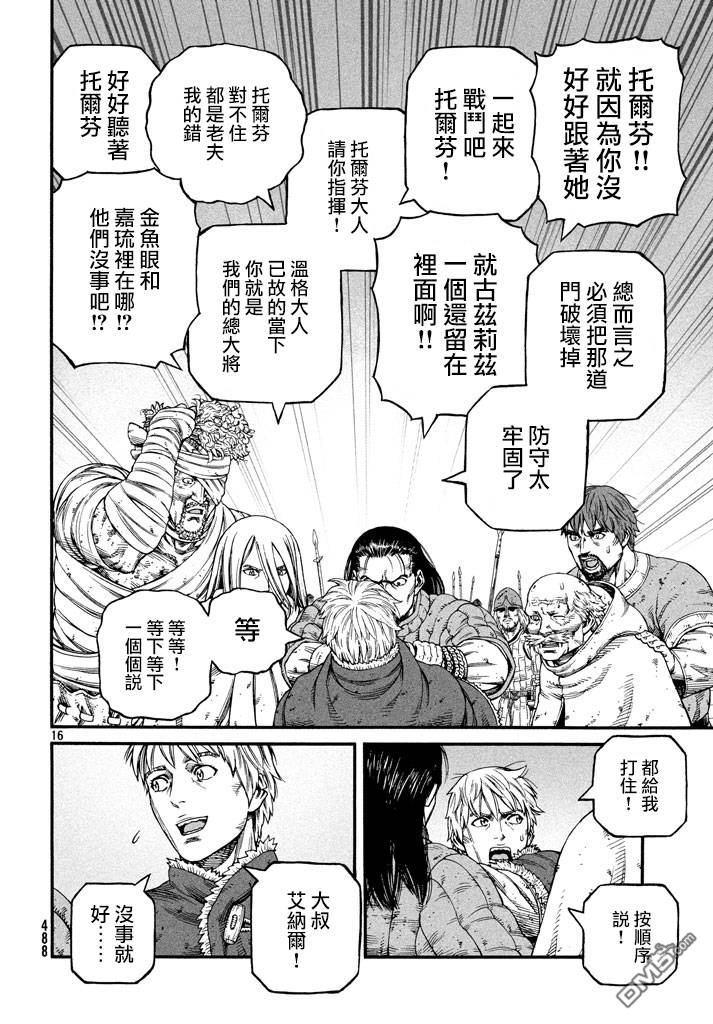 托爾芬!!
就因為你沒
好好跟著她
一起來
戰鬥吧
托爾芬!
托爾芬大人
請你指揮!
托爾芬
對不住
都是老夫
我的錯
好好聽著
托爾芬
總而言之
必須把那道
門破壞掉
就古茲莉茲
一個還留在
裡面啊!!
溫格大人
已故的當下
你就是
我們的總大將
金魚眼和
嘉琉裡在哪!?
他們沒事吧!?
防守太
牢固了
等
等等!
等下等下
一個個說
16
都給我
打住!
按順序
說!
大叔
艾納爾!
沒事就
好……
488
DM5